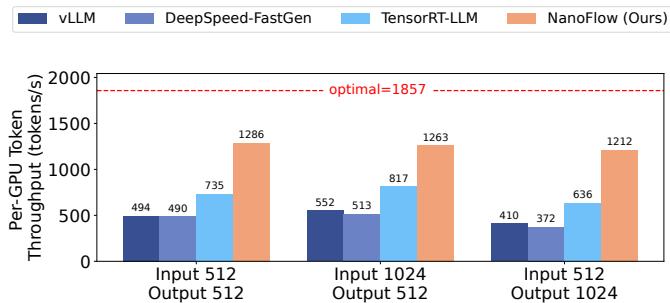 vLLM DeepSpeed-FastGen TensorRT-LLM NanoFlow (Ours)
Per-GPU Token
Throughput (tokens/s)
2000
1500
1000
500
0
optimal=1857
494 490 735 1286
552 513 817 1263
410 372 636 1212
Input 512
Output 512
Input 1024
Output 512
Input 512
Output 1024